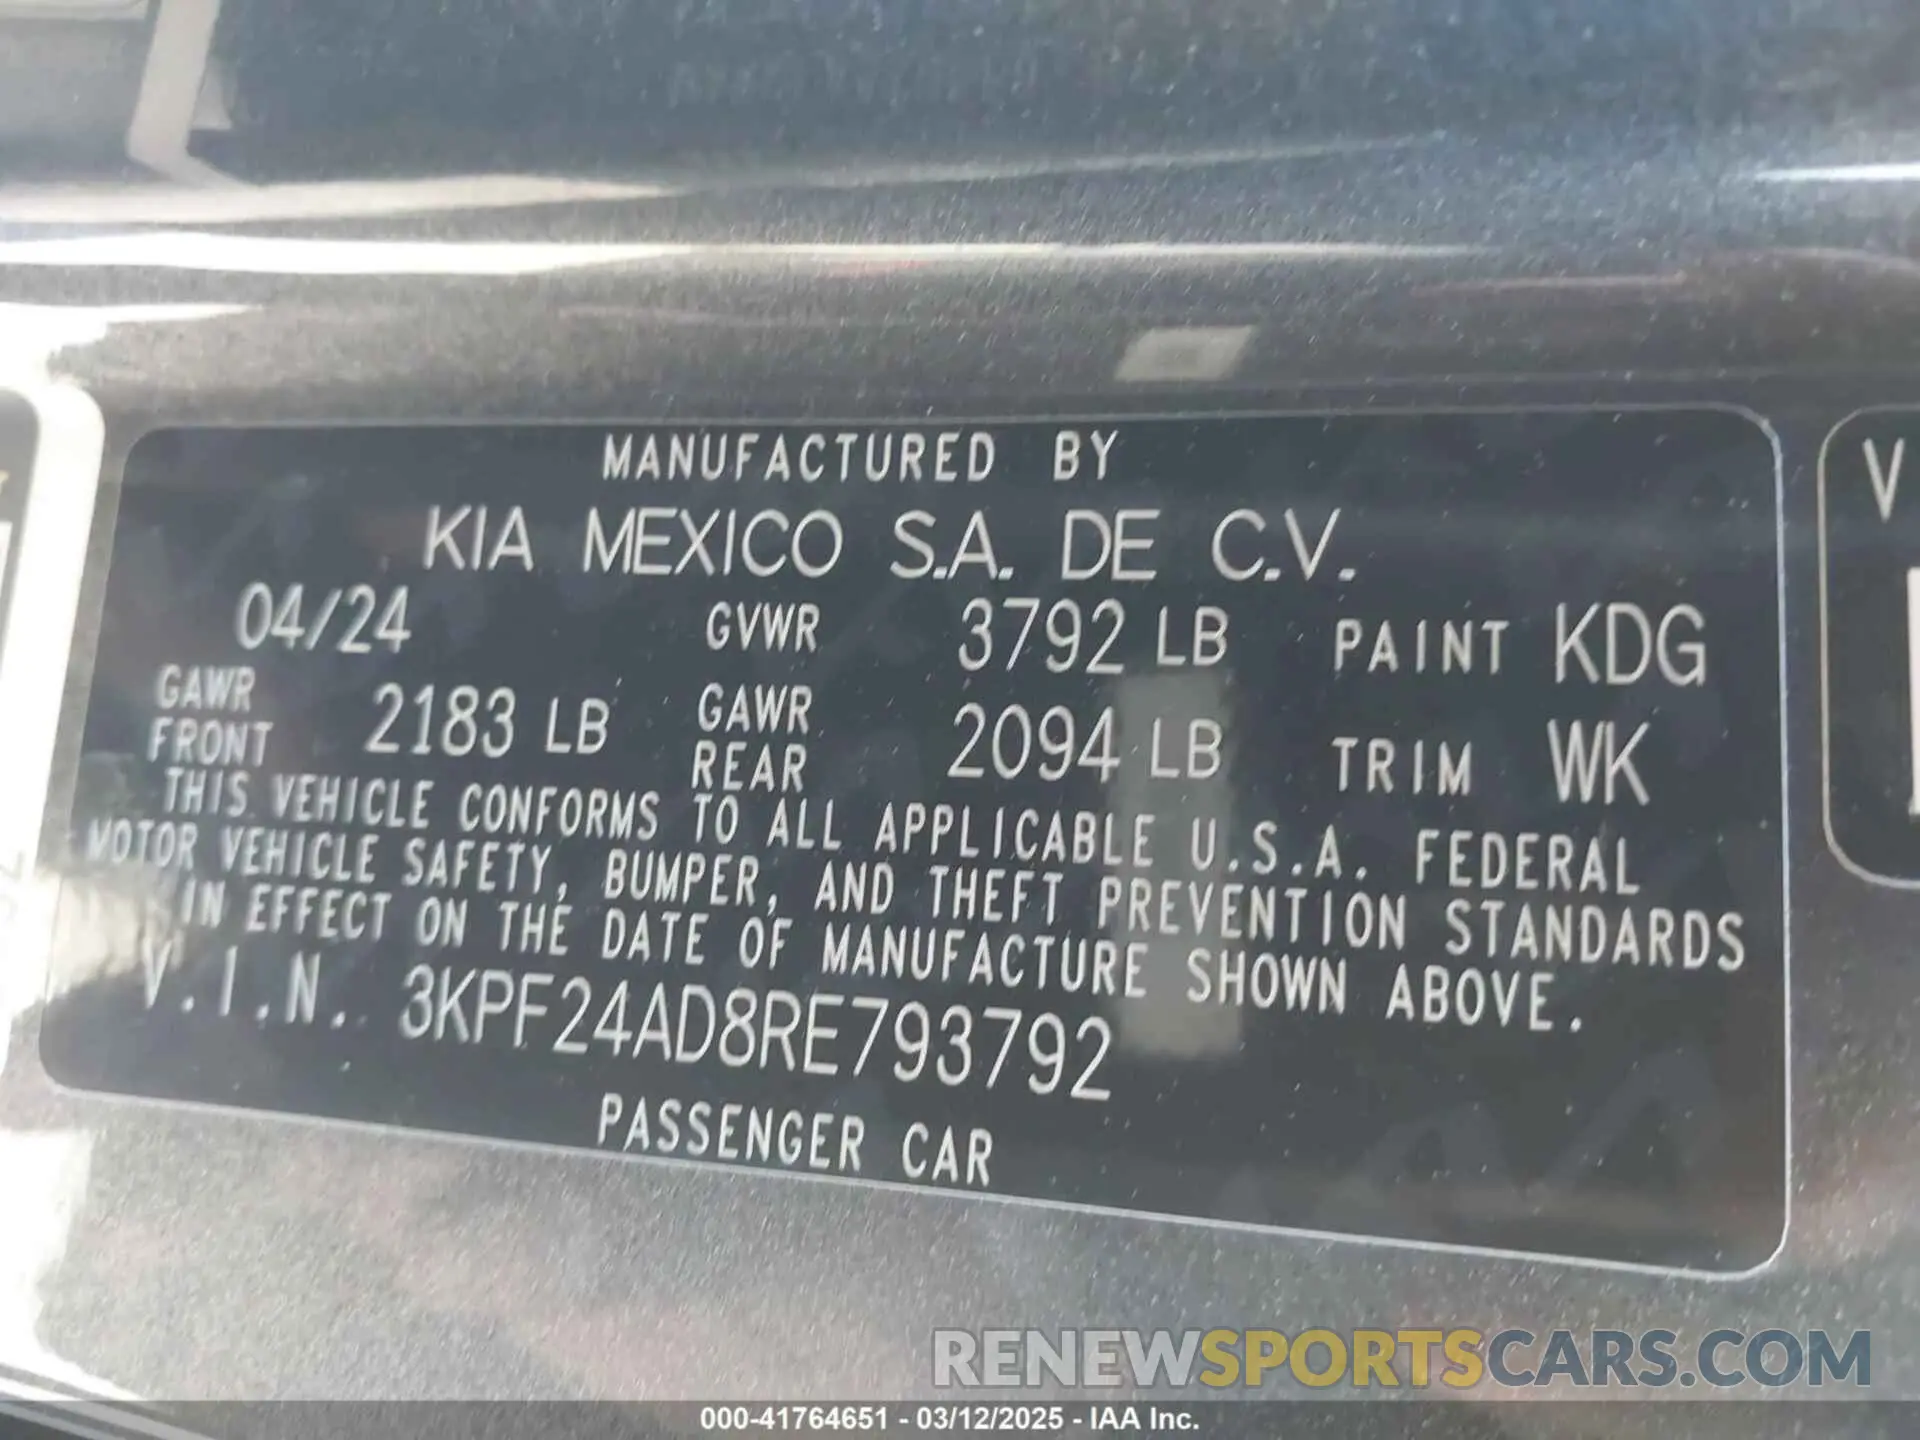 MANUFACTURED BY
KIA MEXICO S.A. DE C.V.
04/24 GVWR 3792 LB PAINT KDG
GAWR FRONT 2183 LB GAWR REAR 2094 LB TRIM WK
THIS VEHICLE CONFORMS TO ALL APPLICABLE U.S.A. FEDERAL
MOTOR VEHICLE SAFETY, BUMPER, AND THEFT PREVENTION STANDARDS
IN EFFECT ON THE DATE OF MANUFACTURE SHOWN ABOVE.
V.I.N. 3KPF24AD8RE793792
PASSENGER CAR
V
RENEWSPORTSCARS.COM
000-41764651 - 03/12/2025 - IAA Inc.